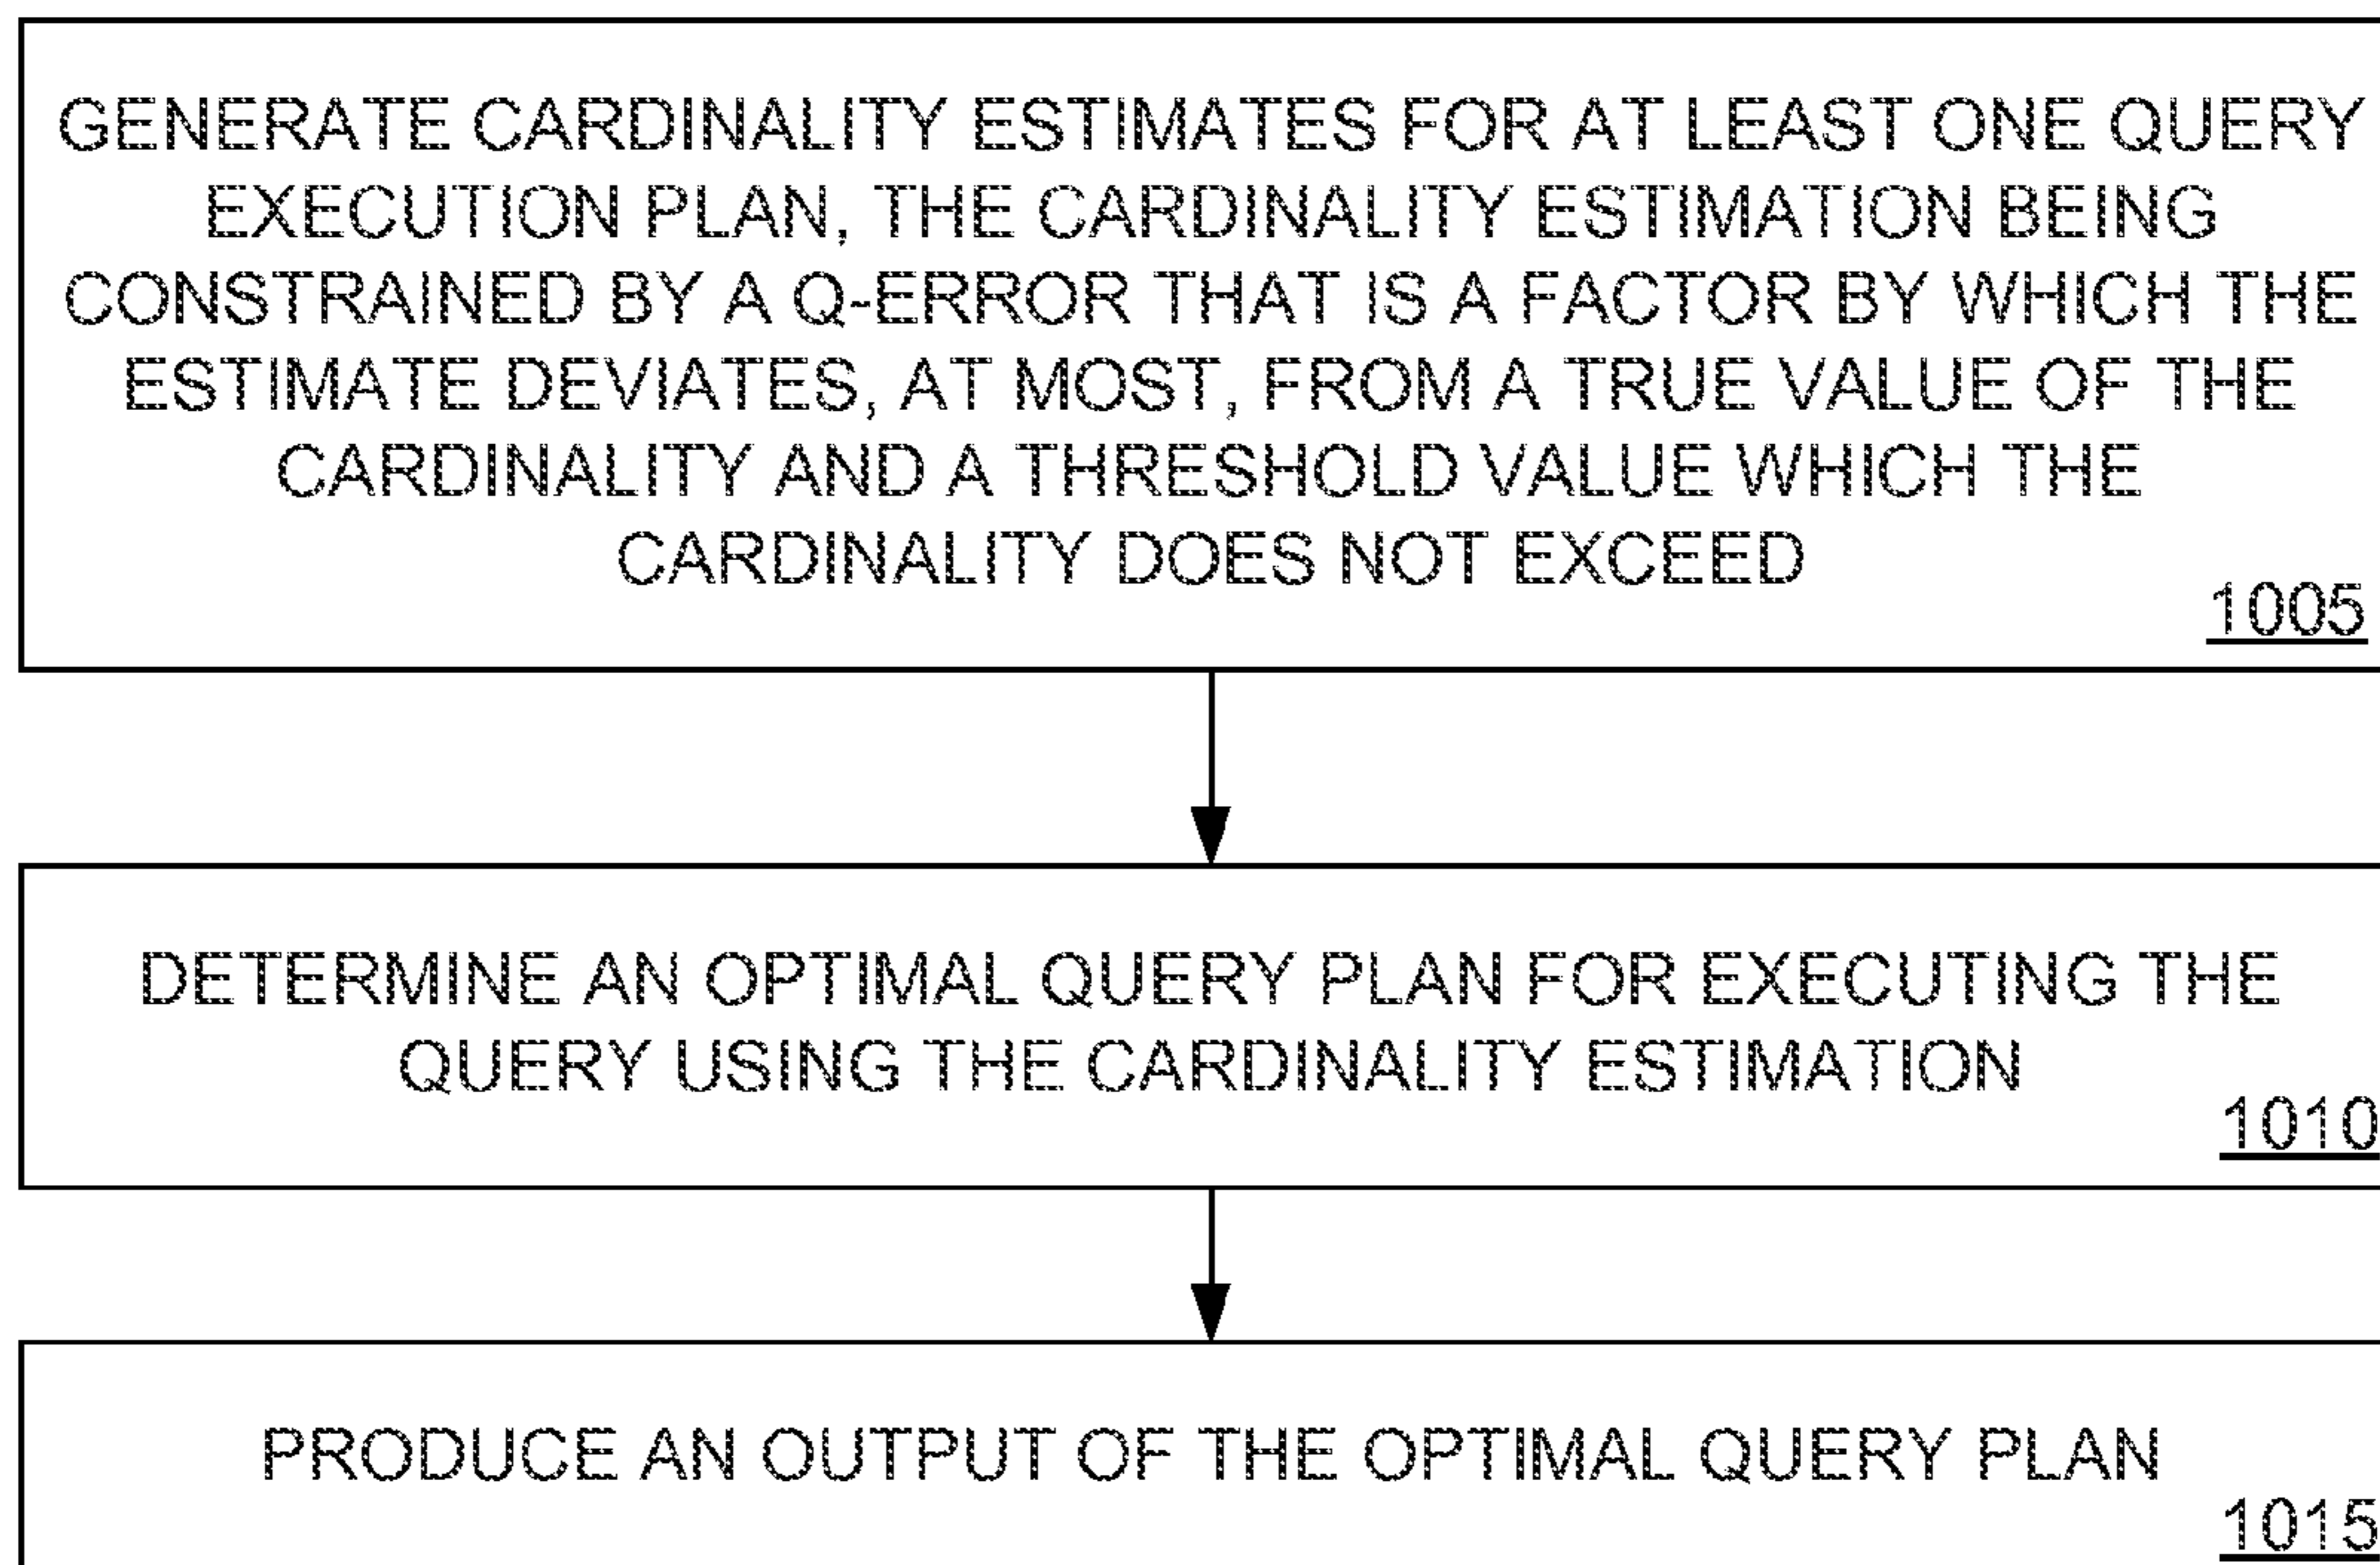 GENERATE CARDINALITY ESTIMATES FOR AT LEAST ONE QUERY
EXECUTION PLAN, THE CARDINALITY ESTIMATION BEING
CONSTRAINED BY A Q-ERROR THAT IS A FACTOR BY WHICH THE
ESTIMATE DEVIATES, AT MOST, FROM A TRUE VALUE OF THE
CARDINALITY AND A THRESHOLD VALUE WHICH THE
CARDINALITY DOES NOT EXCEED
1005
DETERMINE AN OPTIMAL QUERY PLAN FOR EXECUTING THE
QUERY USING THE CARDINALITY ESTIMATION
1010
PRODUCE AN OUTPUT OF THE OPTIMAL QUERY PLAN
1015